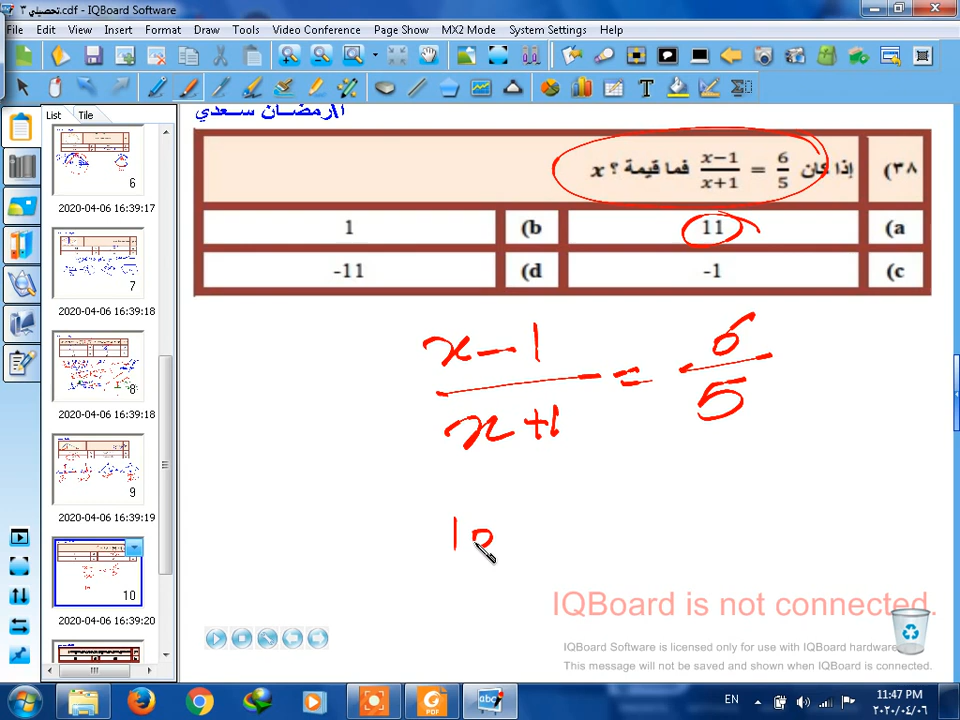 تحصيلي ٣.cdf - IQBoard Software
File Edit View Insert Format Draw Tools Video Conference Page Show MX2 Mode System Settings Help
List Tile
6
2020-04-06 16:39:17
7
2020-04-06 16:39:18
8
2020-04-06 16:39:18
9
2020-04-06 16:39:19
10
2020-04-06 16:39:20
أ/رمضان سعدي
(٣٨ إذا كان x−1/x+1 = 6/5 فما قيمة x ؟
(a 11 (b 1
(c -1 (d -11
x−1/x+1 = 6/5
IQBoard is not connected.
IQBoard Software is licensed only for use with IQBoard hardware
This message will not be saved and shown when IQBoard is connected.
EN 11:47 PM
٢٠٢٠/٠٤/٠٦